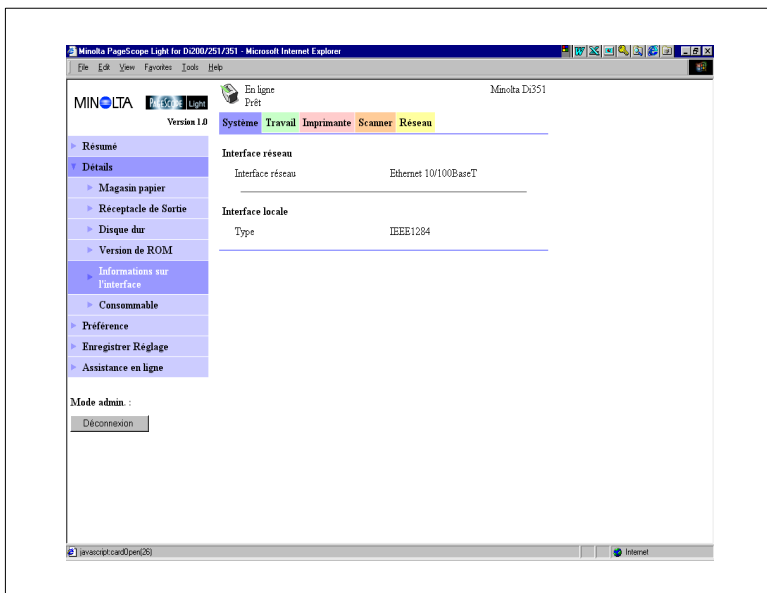 Minolta PageScope Light for Di200/251/351 - Microsoft Internet Explorer
File Edit View Favorites Tools Help
MINOLTA PAGESCOPE Light
Version 1.0
En ligne
Prêt
Minolta Di351
Système Travail Imprimante Scanner Réseau
Résumé
Détails
Magasin papier
Réceptacle de Sortie
Disque dur
Version de ROM
Informations sur
l'interface
Consommable
Préférence
Enregistrer Réglage
Assistance en ligne
Mode admin. :
Déconnexion
Interface réseau
Interface réseau Ethernet 10/100BaseT
Interface locale
Type IEEE1284
javascript:cardOpen(26)
Internet